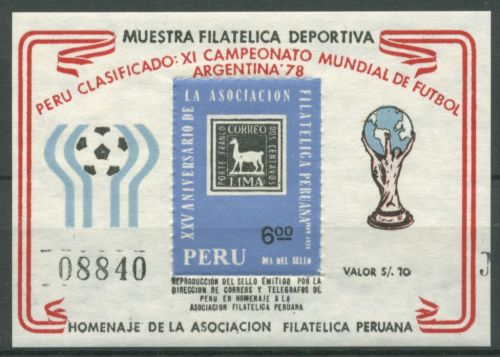 MUESTRA FILATELICA DEPORTIVA
PERU CLASIFICADO: XI CAMPEONATO MUNDIAL DE FUTBOL
ARGENTINA '78
XXV ANIVERSARIO DE
LA ASOCIACION
FILATELICA PERUANA
PORTE FRANCO
CORREO
DOS CENTAVOS
LIMA
6.00
PERU
DIA DEL SELLO
08840
REPRODUCCION DEL SELLO EMITIDO POR LA
DIRECCION DE CORREOS Y TELEGRAFOS DE
PERU EN HOMENAJE A LA
ASOCIACION FILATELICA PERUANA
VALOR S/. 10
HOMENAJE DE LA ASOCIACION FILATELICA PERUANA